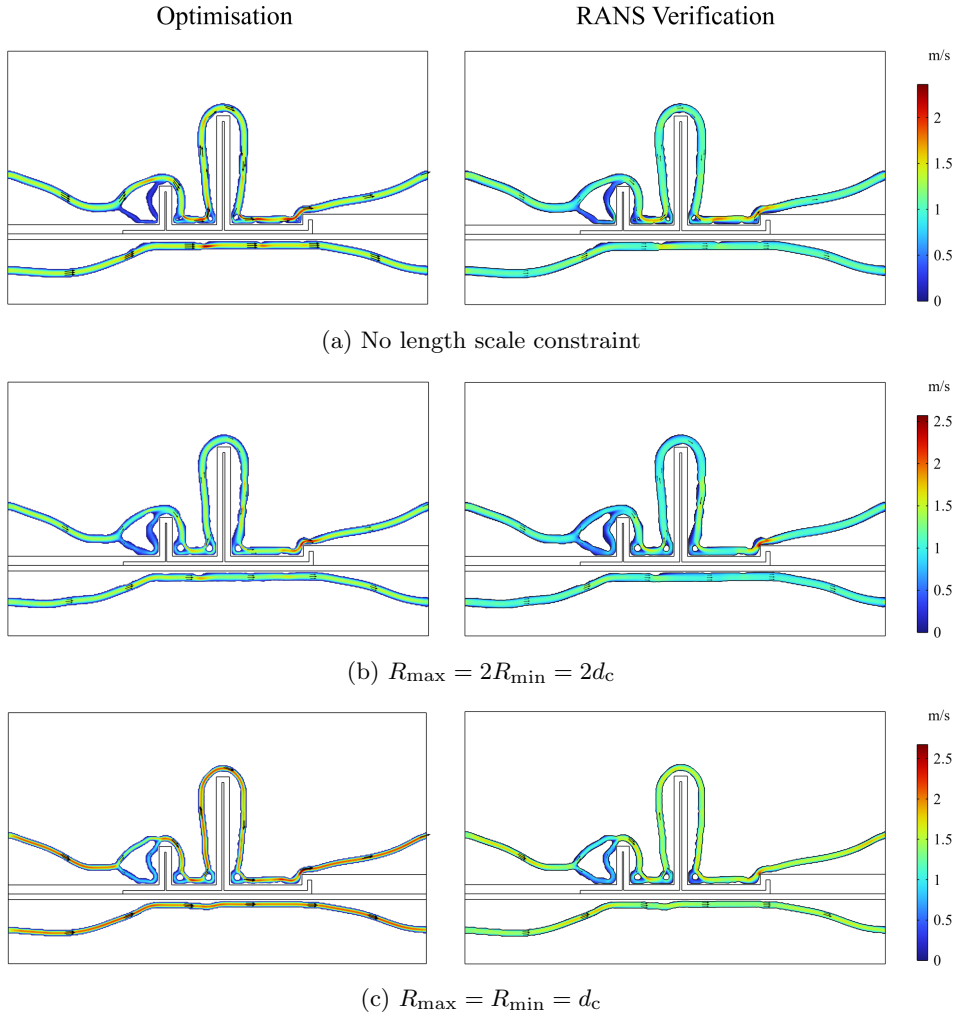 Optimisation RANS Verification
m/s
2
1.5
1
0.5
0
(a) No length scale constraint
m/s
2.5
2
1.5
1
0.5
0
(b) Rmax = 2Rmin = 2dc
m/s
2.5
2
1.5
1
0.5
0
(c) Rmax = Rmin = dc